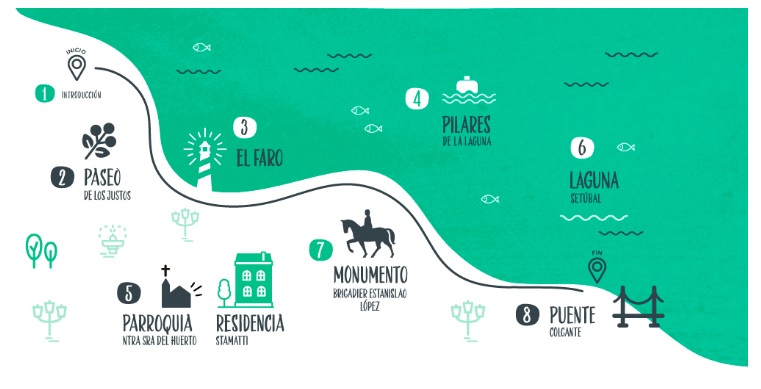 INICIO
1 INTRODUCCIÓN
2 PASEO
DE LOS JUSTOS
3 EL FARO
4 PILARES
DE LA LAGUNA
5 PARROQUIA
NTRA SRA DEL HUERTO
RESIDENCIA
STAMATTI
6 LAGUNA
SETÚBAL
7 MONUMENTO
BRIGADIER ESTANISLAO
LÓPEZ
FIN
8 PUENTE
COLGANTE